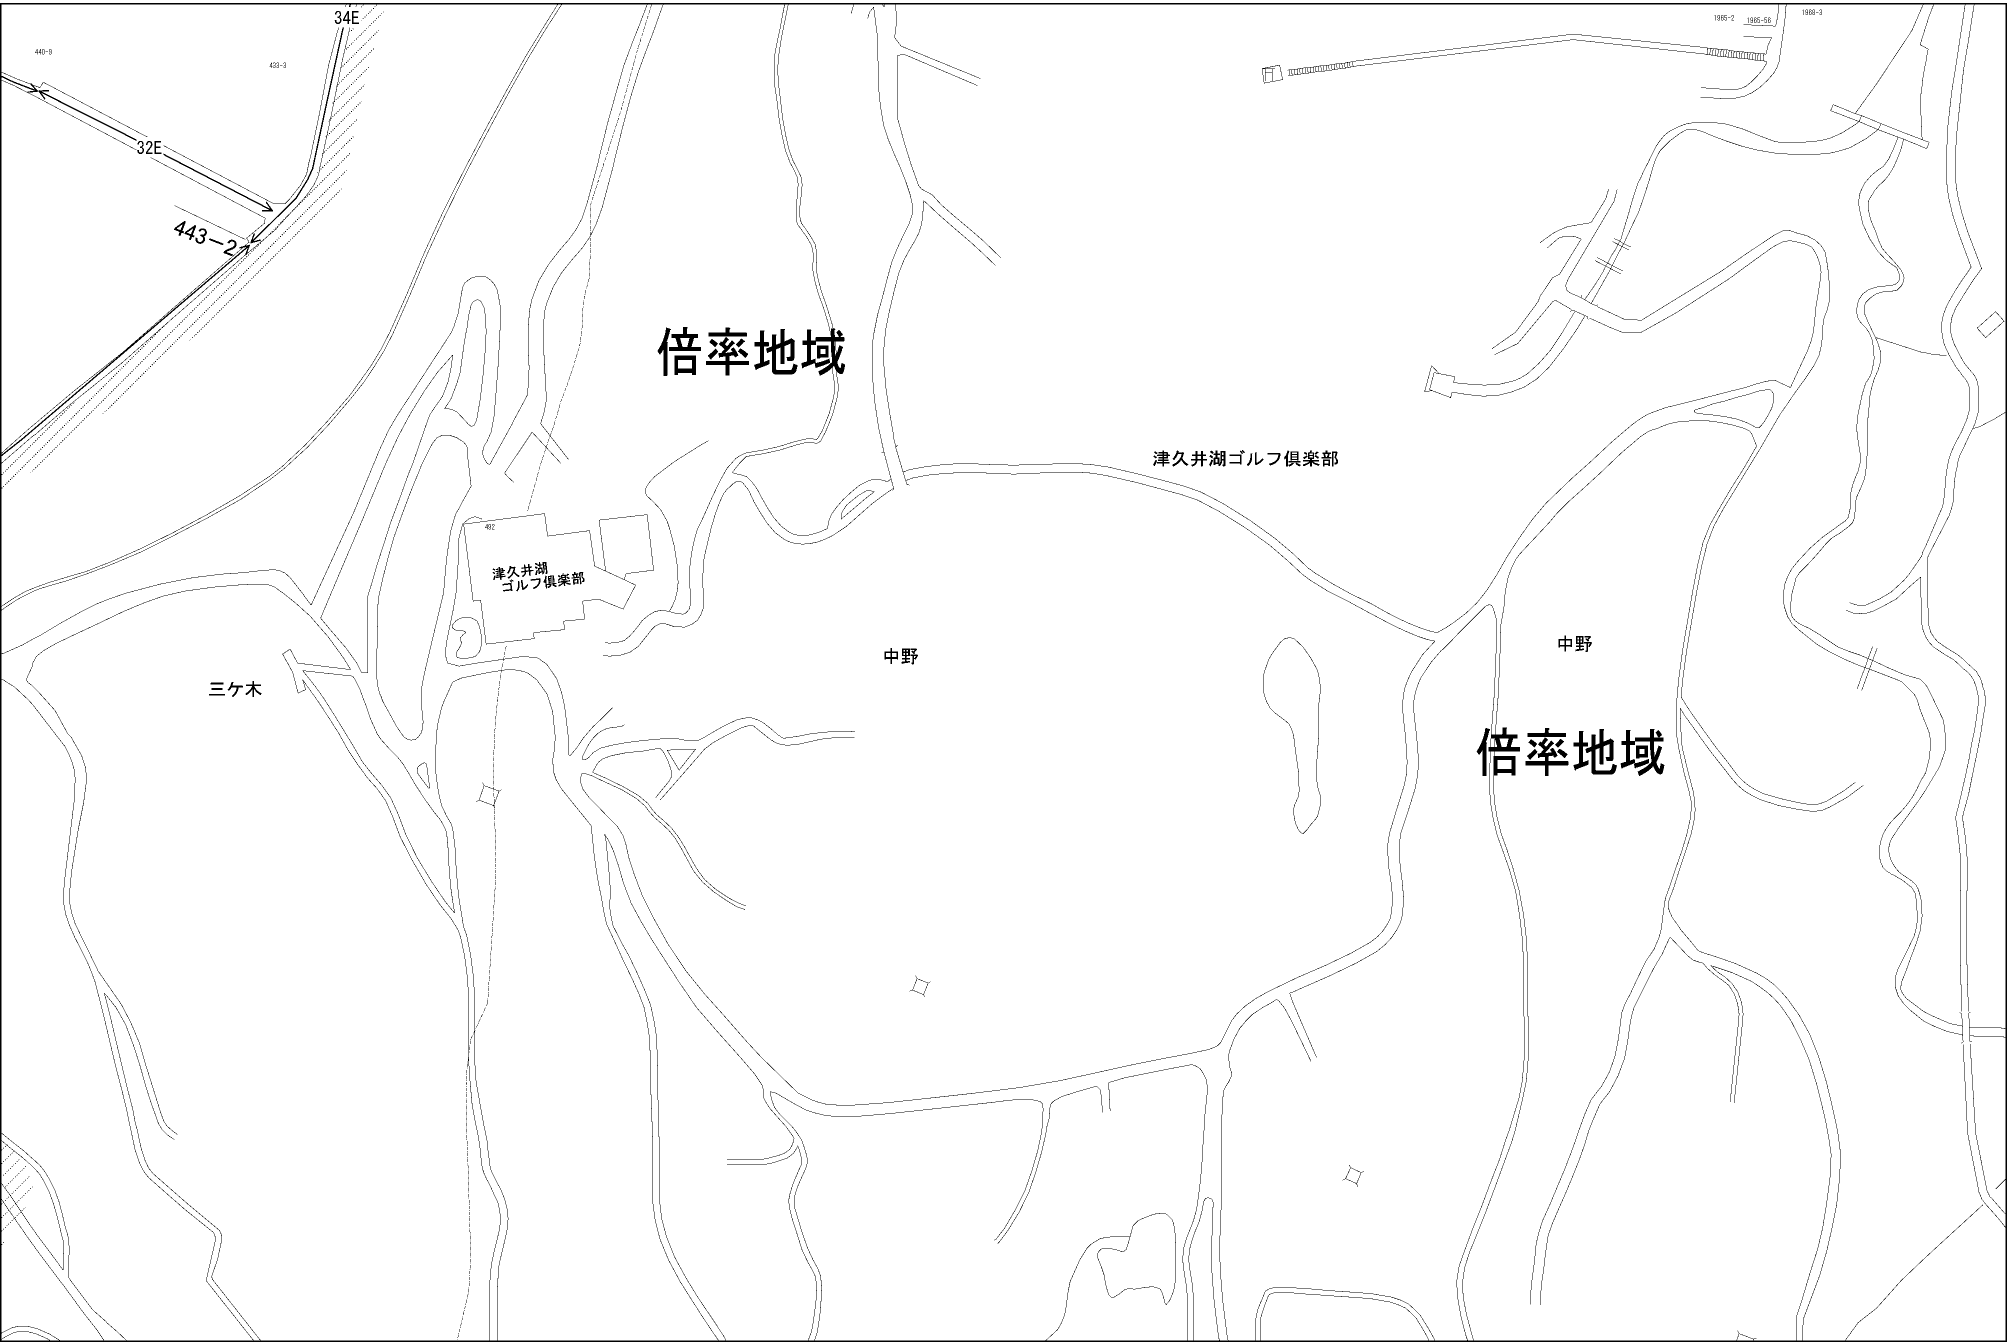 34E
1965-2
1965-56
1968-3
440-9
433-3
32E
443-2
倍率地域
津久井湖ゴルフ倶楽部
492
津久井湖
ゴルフ倶楽部
中野
中野
三ケ木
倍率地域